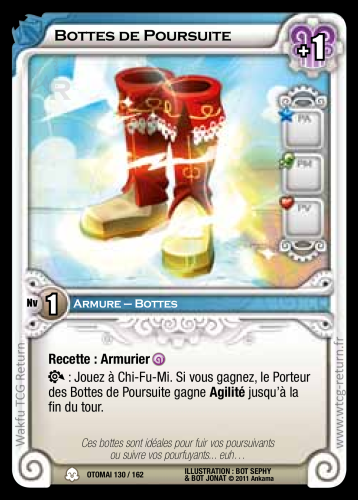 BOTTES DE POURSUITE
+1
R
PA
PM
PV
Nv 1 ARMURE – BOTTES
Recette : Armurier
: Jouez à Chi-Fu-Mi. Si vous gagnez, le Porteur
des Bottes de Poursuite gagne Agilité jusqu'à la
fin du tour.
Ces bottes sont idéales pour fuir vos poursuivants
ou suivre vos pourfuyants... euh…
OTOMAI 130 / 162
ILLUSTRATION : BOT SEPHY
& BOT JONAT © 2011 Ankama
Wakfu TCG Return
www.wtcg-return.fr